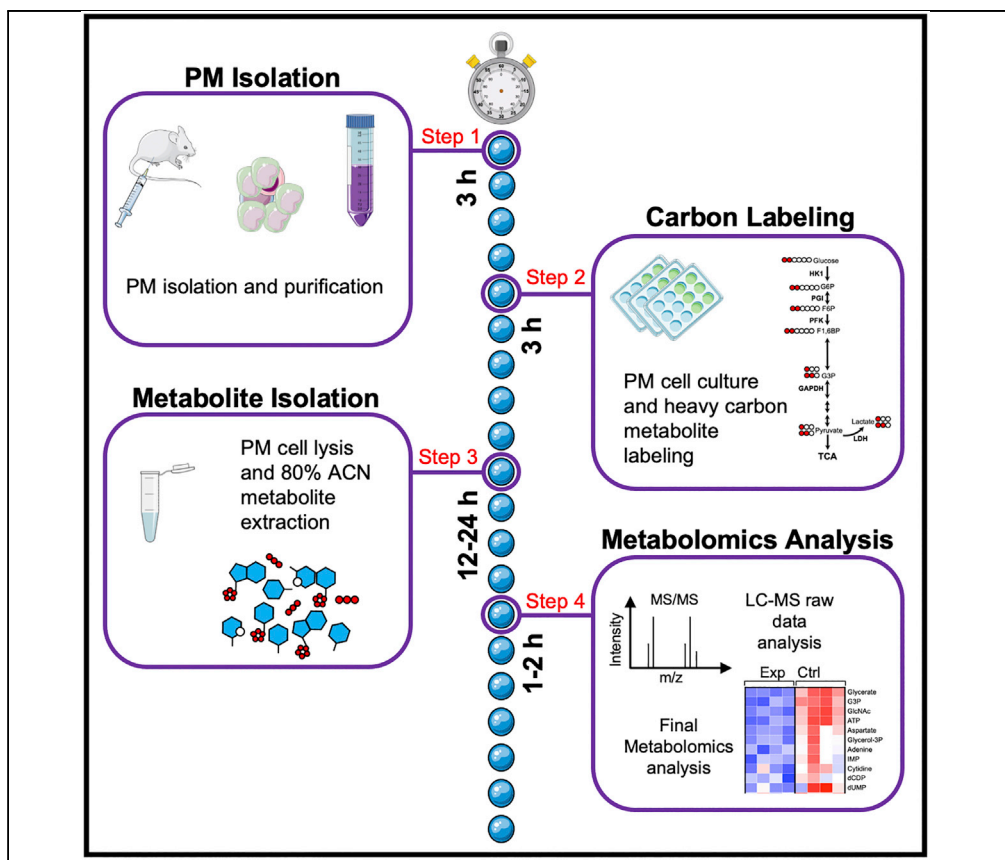 PM Isolation
Step 1
3 h
PM isolation and purification
Carbon Labeling
Step 2
3 h
PM cell culture
and heavy carbon
metabolite
labeling
Glucose
HK1
G6P
PGI
F6P
PFK
F1,6BP
G3P
GAPDH
Pyruvate
Lactate
LDH
TCA
Metabolite Isolation
Step 3
12-24 h
PM cell lysis
and 80% ACN
metabolite
extraction
Metabolomics Analysis
Step 4
1-2 h
MS/MS
Intensity
m/z
LC-MS raw
data
analysis
Final
Metabolomics
analysis
Exp Ctrl
Glycerate
G3P
GlcNAc
ATP
Aspartate
Glycerol-3P
Adenine
IMP
Cytidine
dCDP
dUMP